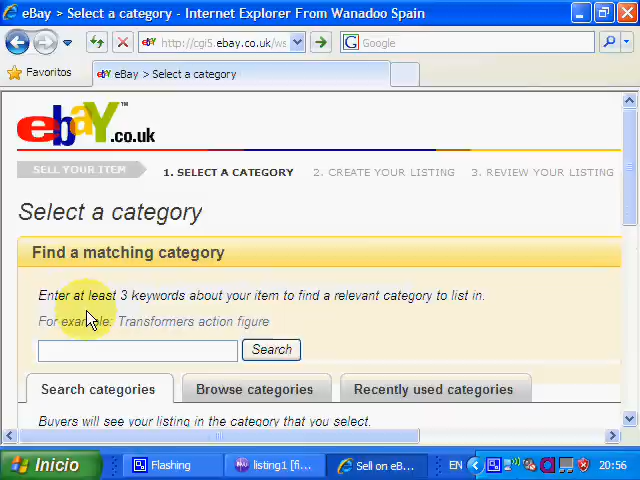 eBay > Select a category - Internet Explorer From Wanadoo Spain
http://cgi5.ebay.co.uk/ws
Google
Favoritos
eBay > Select a category
ebay™.co.uk
SELL YOUR ITEM
1. SELECT A CATEGORY
2. CREATE YOUR LISTING
3. REVIEW YOUR LISTING
Select a category
Find a matching category
Enter at least 3 keywords about your item to find a relevant category to list in.
For example: Transformers action figure
Search
Search categories
Browse categories
Recently used categories
Buyers will see your listing in the category that you select.
Inicio
Flashing
listing1 [fi...
Sell on eB...
EN
20:56